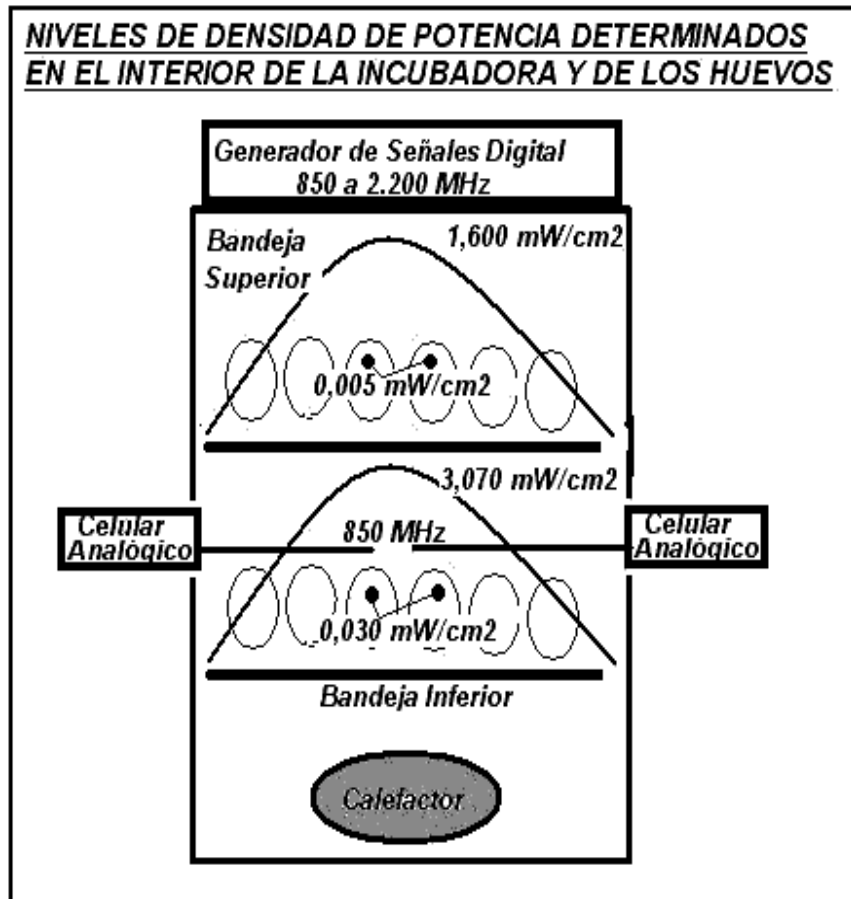 NIVELES DE DENSIDAD DE POTENCIA DETERMINADOS
EN EL INTERIOR DE LA INCUBADORA Y DE LOS HUEVOS
Generador de Señales Digital
850 a 2.200 MHz
Bandeja
Superior
1,600 mW/cm2
0,005 mW/cm2
3,070 mW/cm2
Celular
Analògico
850 MHz
Celular
Analògico
0,030 mW/cm2
Bandeja Inferior
Calefactor